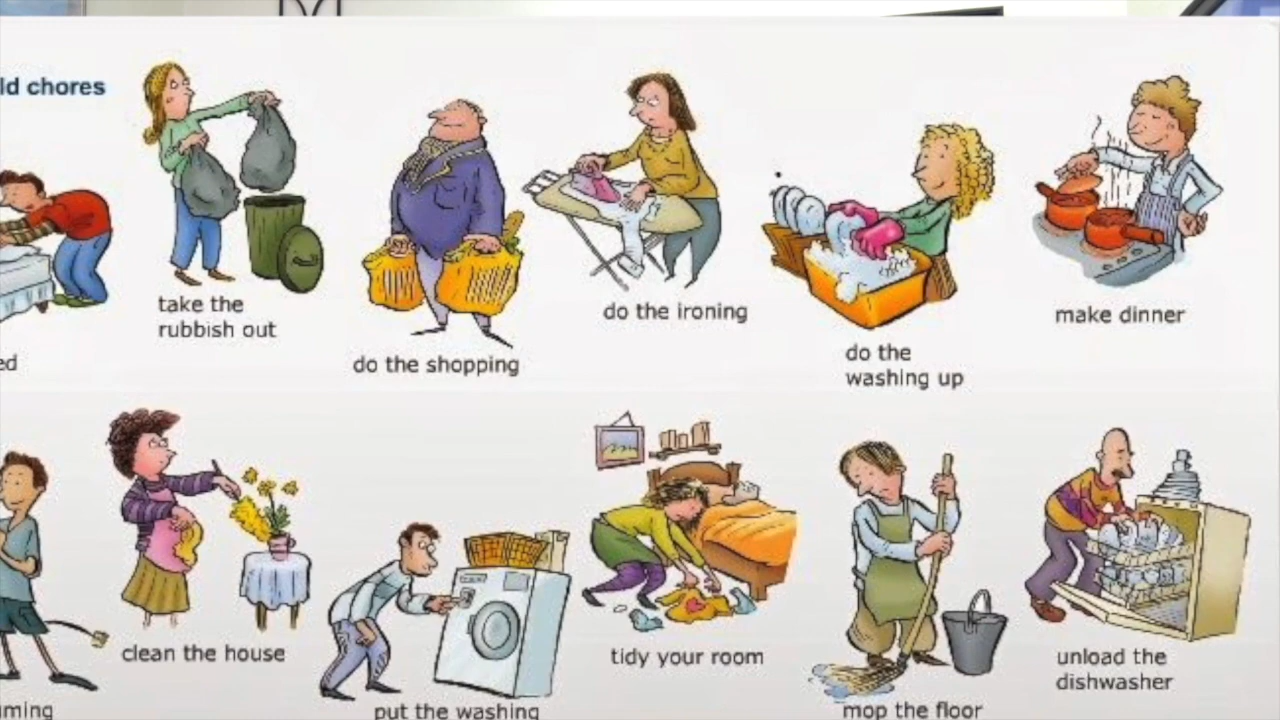 ld chores
take the
rubbish out
do the shopping
do the ironing
do the
washing up
make dinner
ed
clean the house
put the washing
tidy your room
mop the floor
unload the
dishwasher
ming